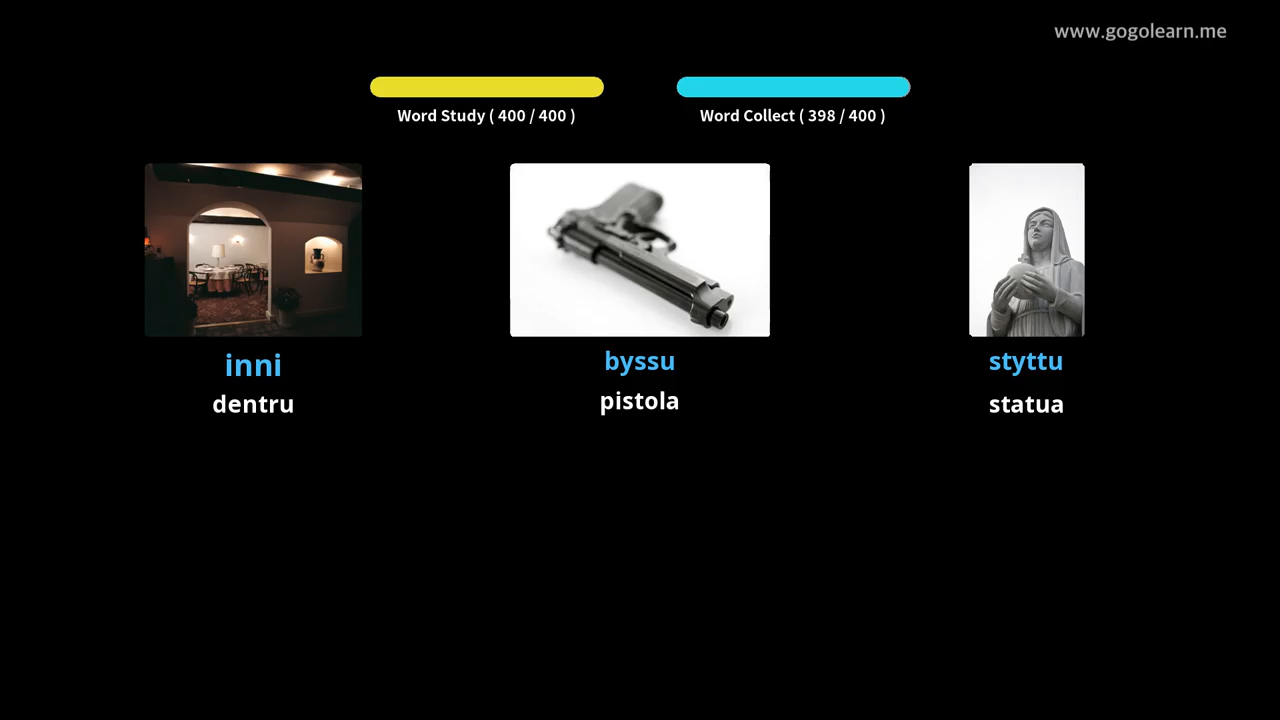 www.gogolearn.me
Word Study ( 400 / 400 )
Word Collect ( 398 / 400 )
inni
byssu
styttu
dentru
pistola
statua